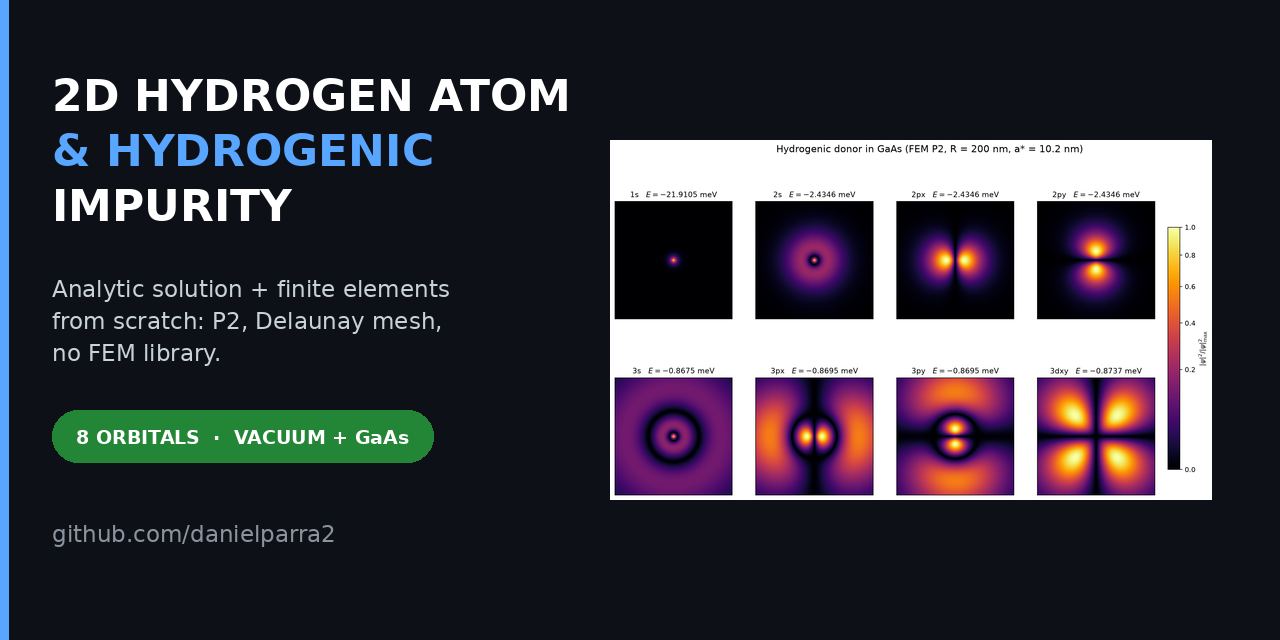 2D HYDROGEN ATOM
& HYDROGENIC
IMPURITY
Analytic solution + finite elements
from scratch: P2, Delaunay mesh,
no FEM library.
8 ORBITALS · VACUUM + GaAs
github.com/danielparra2
Hydrogenic donor in GaAs (FEM P2, R = 200 nm, a* = 10.2 nm)
1s E = −21.9105 meV
2s E = −2.4346 meV
2px E = −2.4346 meV
2py E = −2.4346 meV
3s E = −0.8675 meV
3px E = −0.8695 meV
3py E = −0.8695 meV
3dxy E = −0.8737 meV
1.0
0.8
0.6
0.4
0.2
0.0
|ψ|²/|ψ|²max